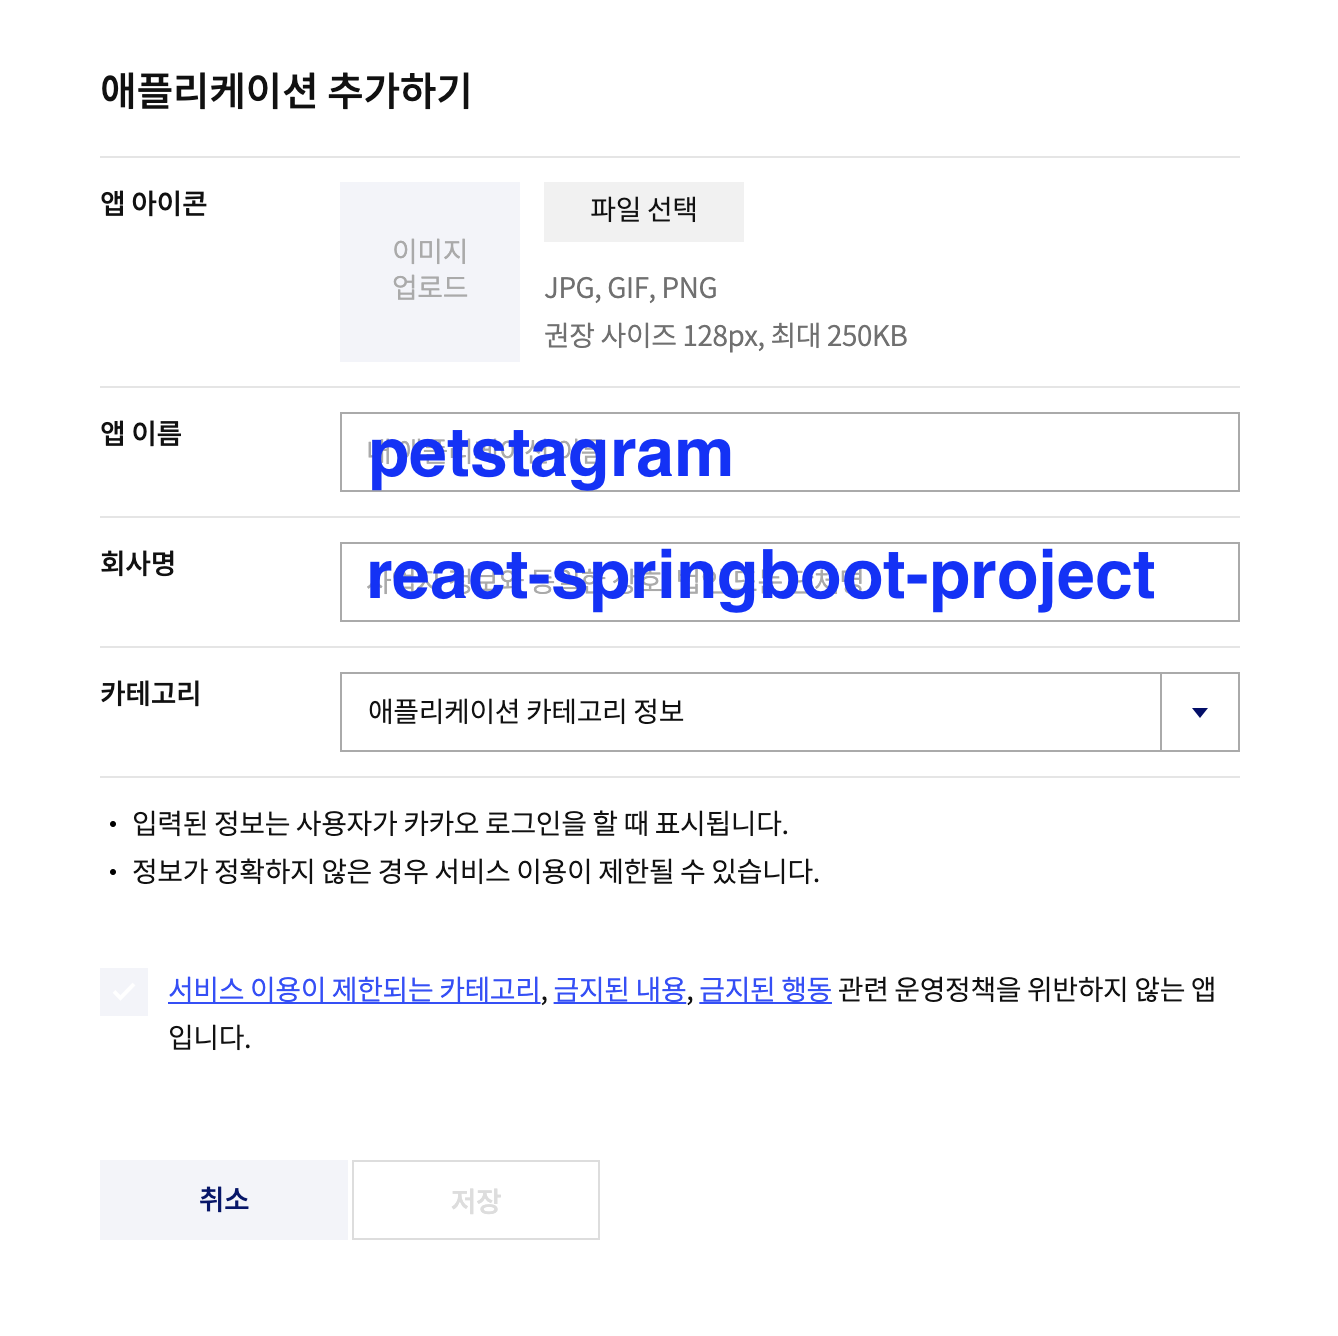 애플리케이션 추가하기
앱 아이콘
이미지
업로드
파일 선택
JPG, GIF, PNG
권장 사이즈 128px, 최대 250KB
앱 이름
petstagram
회사명
react-springboot-project
카테고리
애플리케이션 카테고리 정보
• 입력된 정보는 사용자가 카카오 로그인을 할 때 표시됩니다.
• 정보가 정확하지 않은 경우 서비스 이용이 제한될 수 있습니다.
서비스 이용이 제한되는 카테고리, 금지된 내용, 금지된 행동 관련 운영정책을 위반하지 않는 앱
입니다.
취소
저장